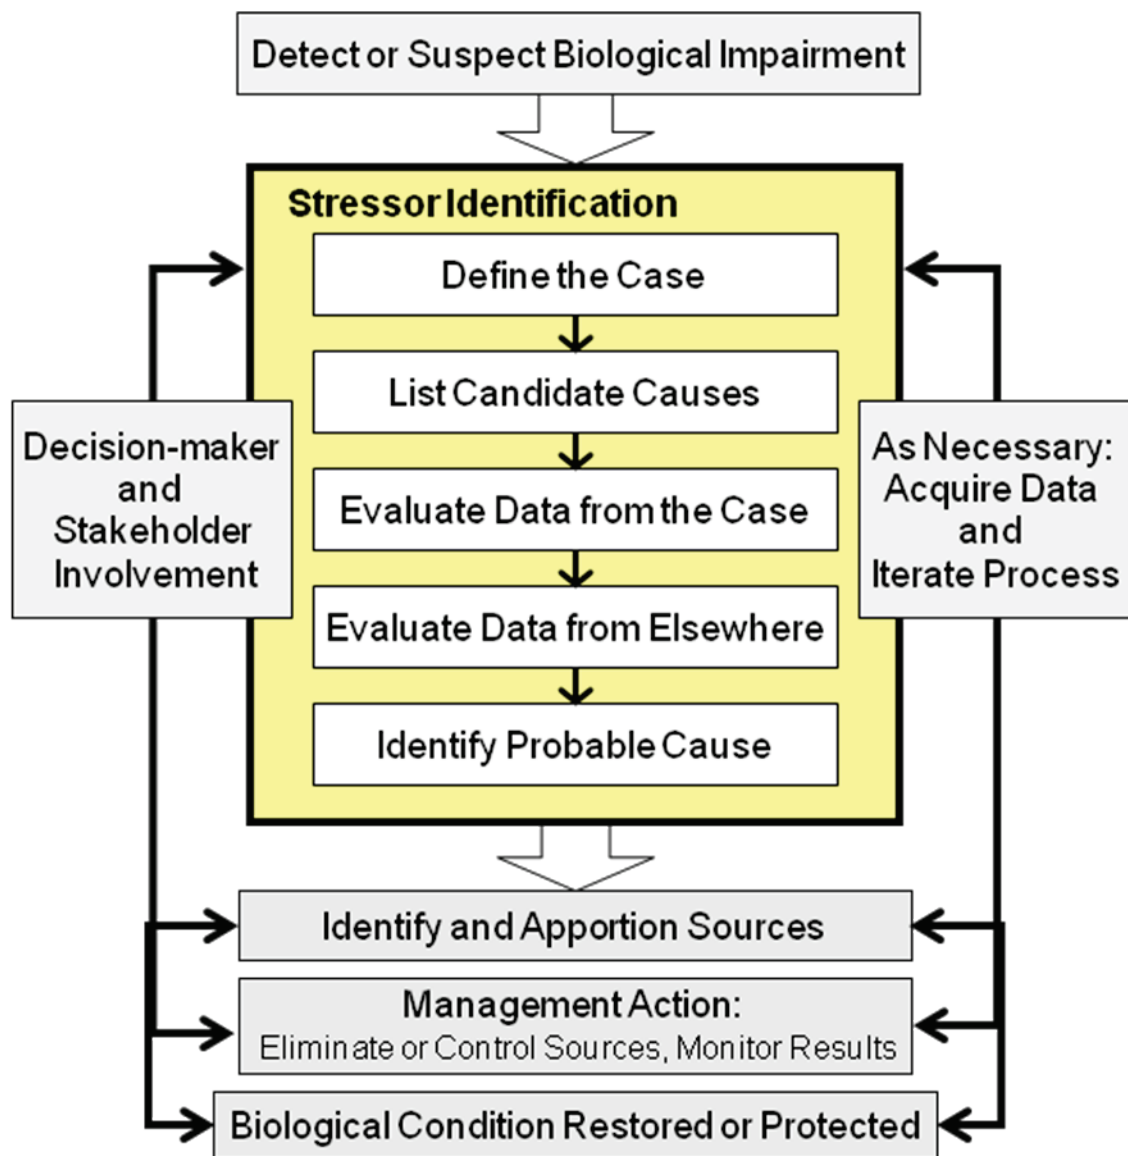 Detect or Suspect Biological Impairment
Stressor Identification
Define the Case
List Candidate Causes
Evaluate Data from the Case
Evaluate Data from Elsewhere
Identify Probable Cause
Decision-maker
and
Stakeholder
Involvement
As Necessary:
Acquire Data
and
Iterate Process
Identify and Apportion Sources
Management Action:
Eliminate or Control Sources, Monitor Results
Biological Condition Restored or Protected